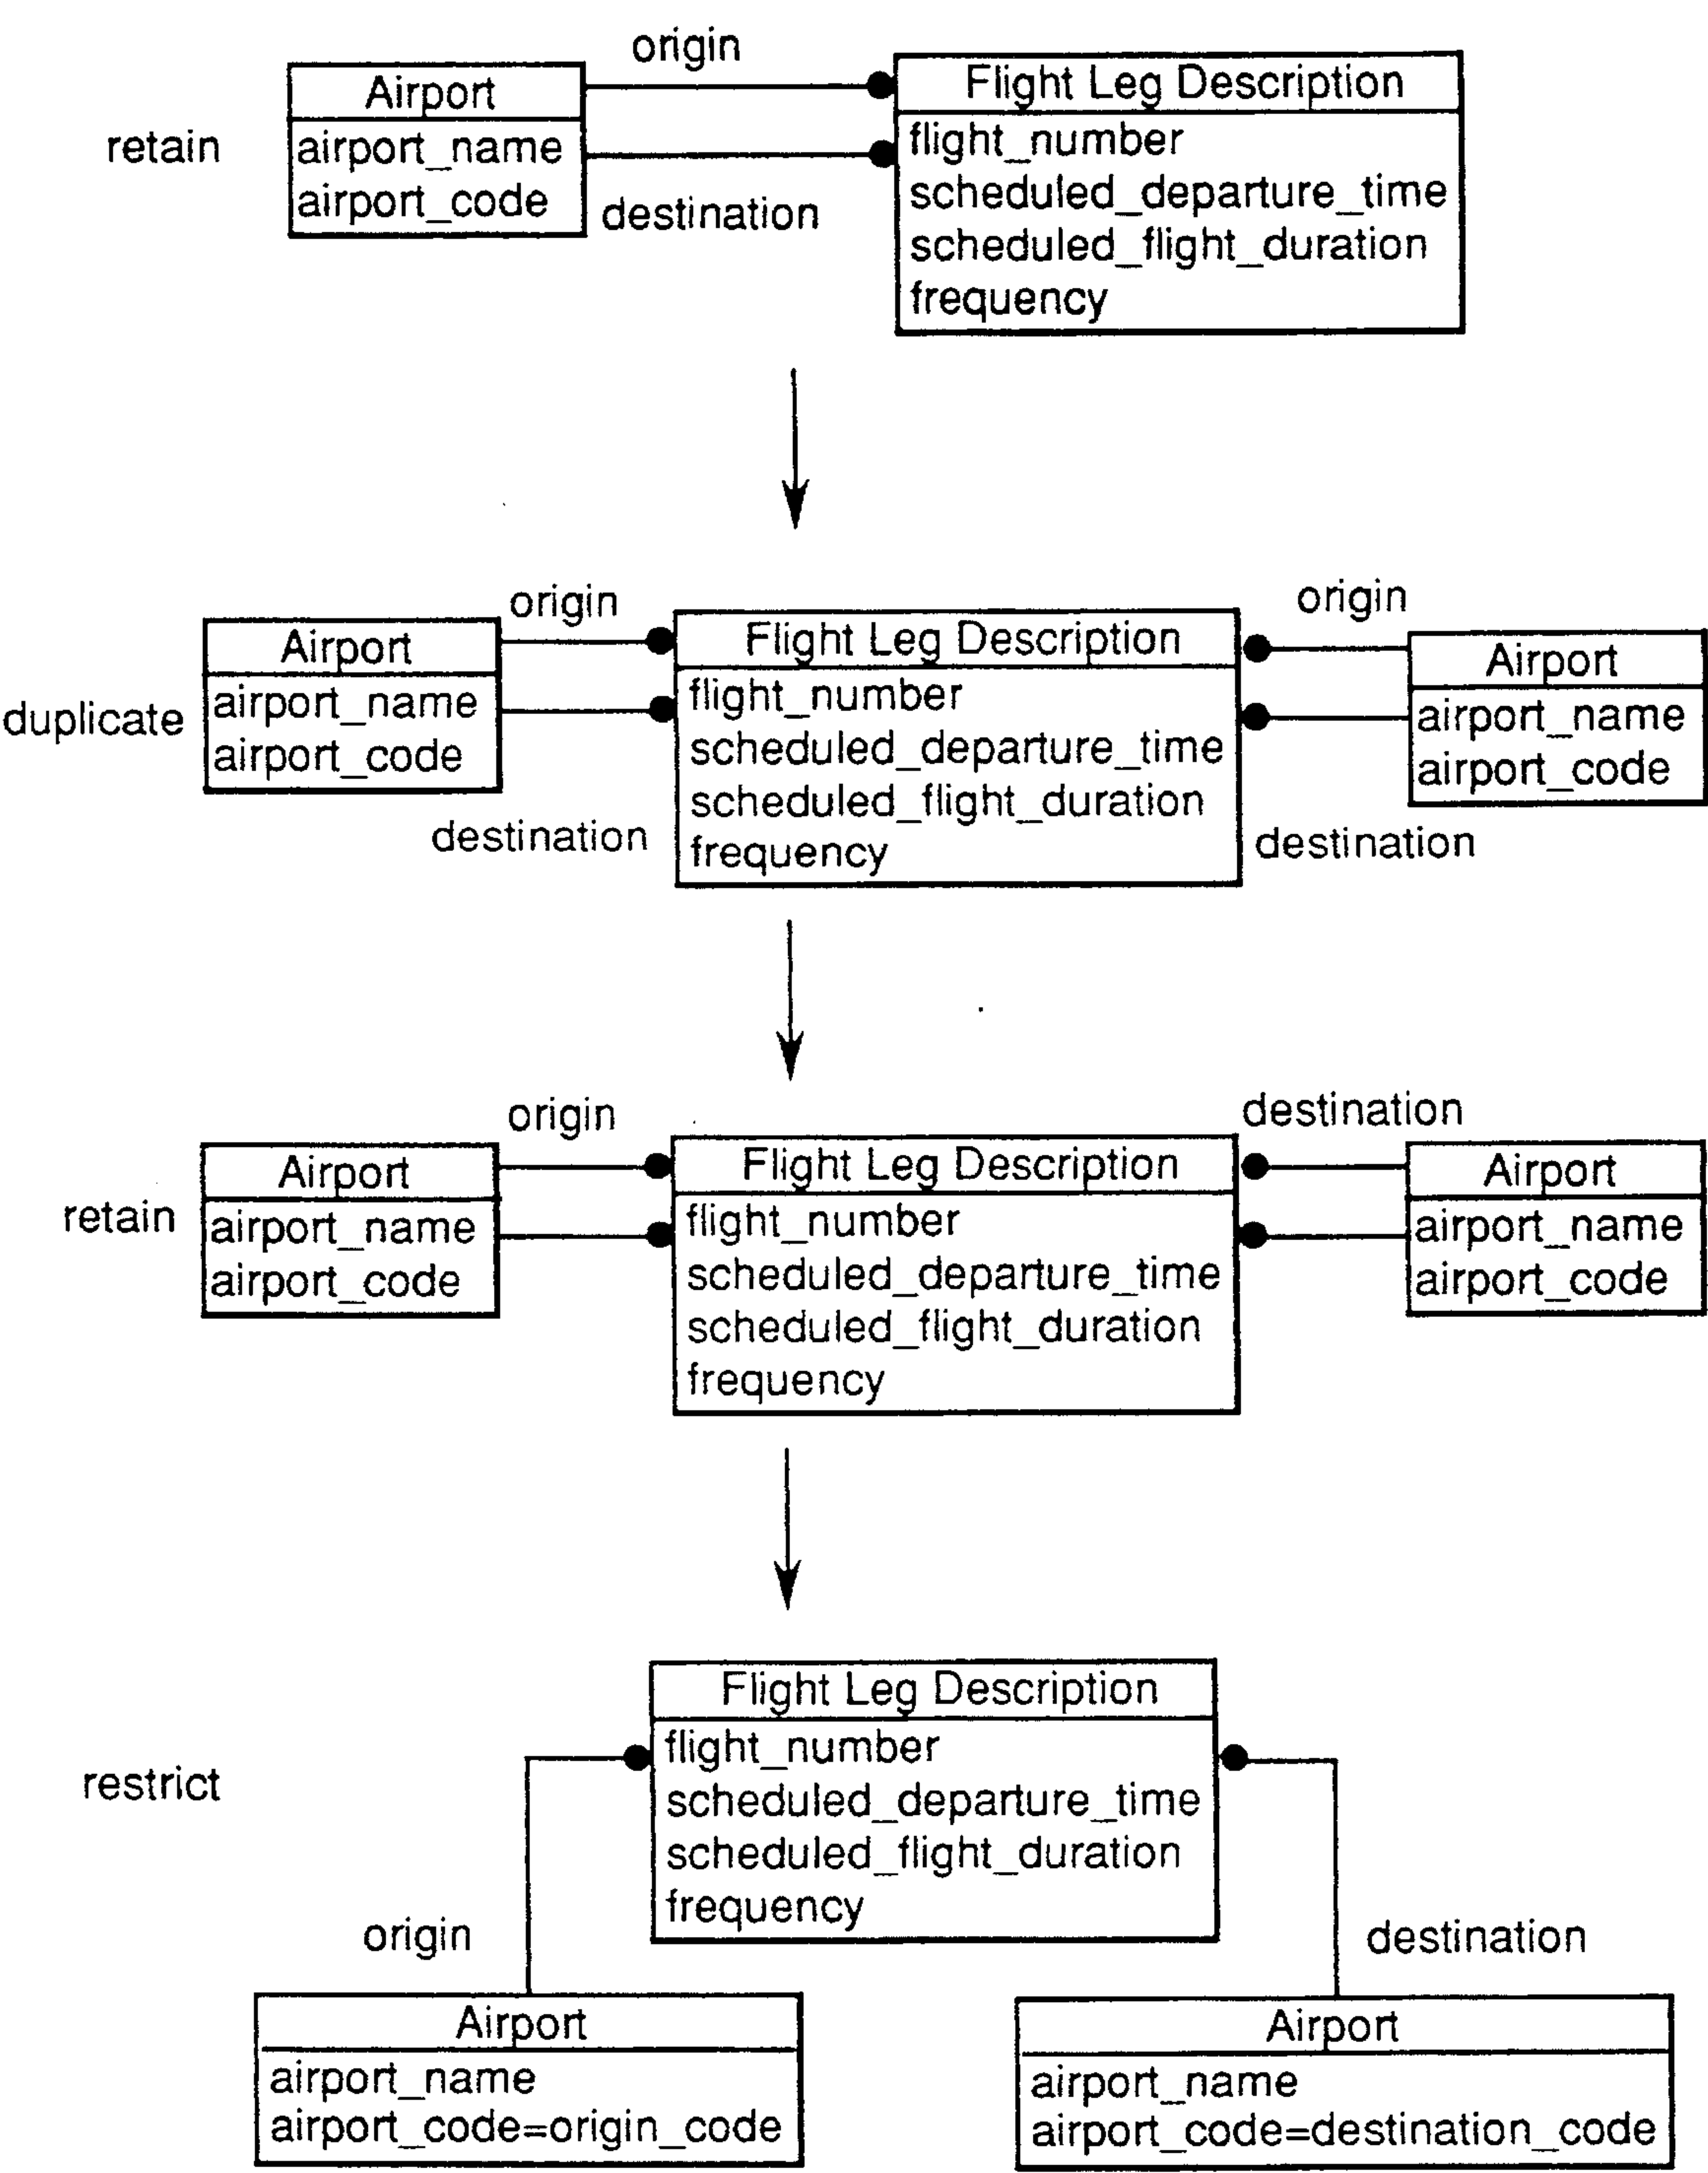 origin
Airport
Flight Leg Description
retain
airport_name
airport_code
destination
flight_number
scheduled_departure_time
scheduled_flight_duration
frequency
origin
origin
Airport
Flight Leg Description
Airport
duplicate
airport_name
airport_code
flight_number
scheduled_departure_time
scheduled_flight_duration
frequency
airport_name
airport_code
destination
destination
origin
destination
Airport
Flight Leg Description
Airport
retain
airport_name
airport_code
flight_number
scheduled_departure_time
scheduled_flight_duration
frequency
airport_name
airport_code
Flight Leg Description
restrict
flight_number
scheduled_departure_time
scheduled_flight_duration
frequency
origin
destination
Airport
airport_name
airport_code=origin_code
Airport
airport_name
airport_code=destination_code